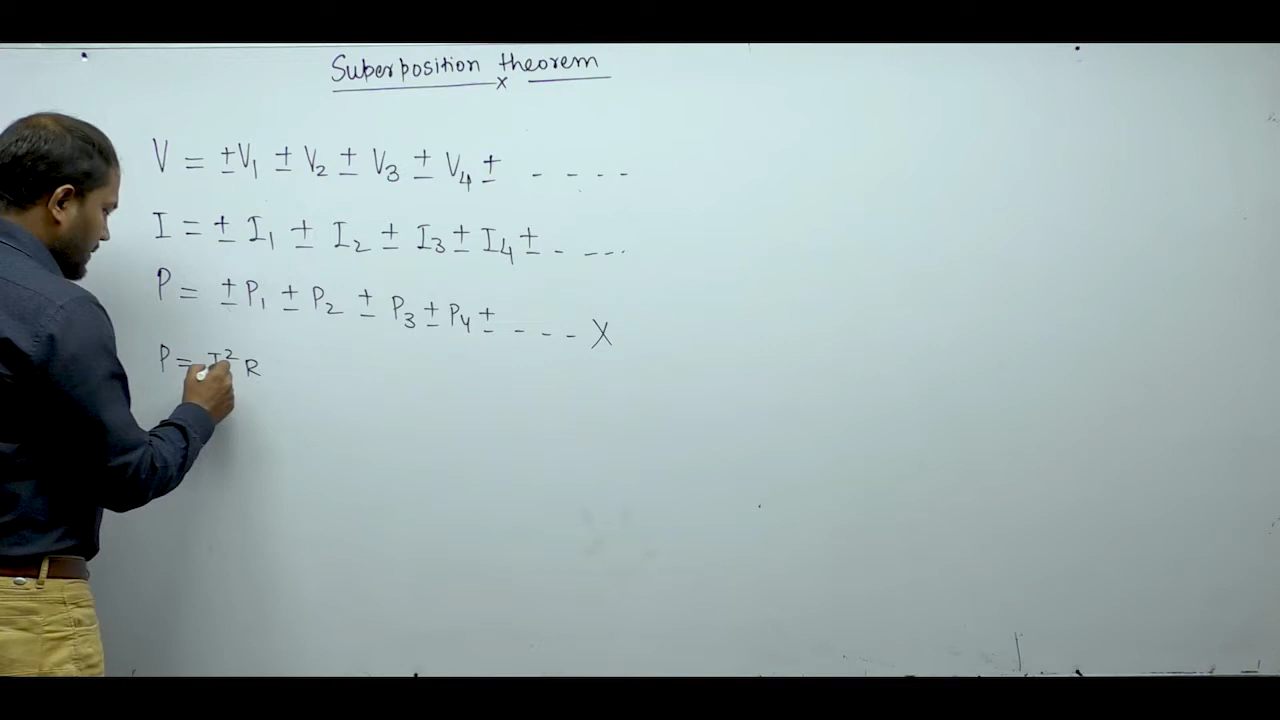 Superposition theorem
x
V = ±V₁ ± V₂ ± V₃ ± V₄ ± - - - -
I = ± I₁ ± I₂ ± I₃ ± I₄ ± - - - -
P = ± P₁ ± P₂ ± P₃ ± P₄ ± - - - - X
P = I² R